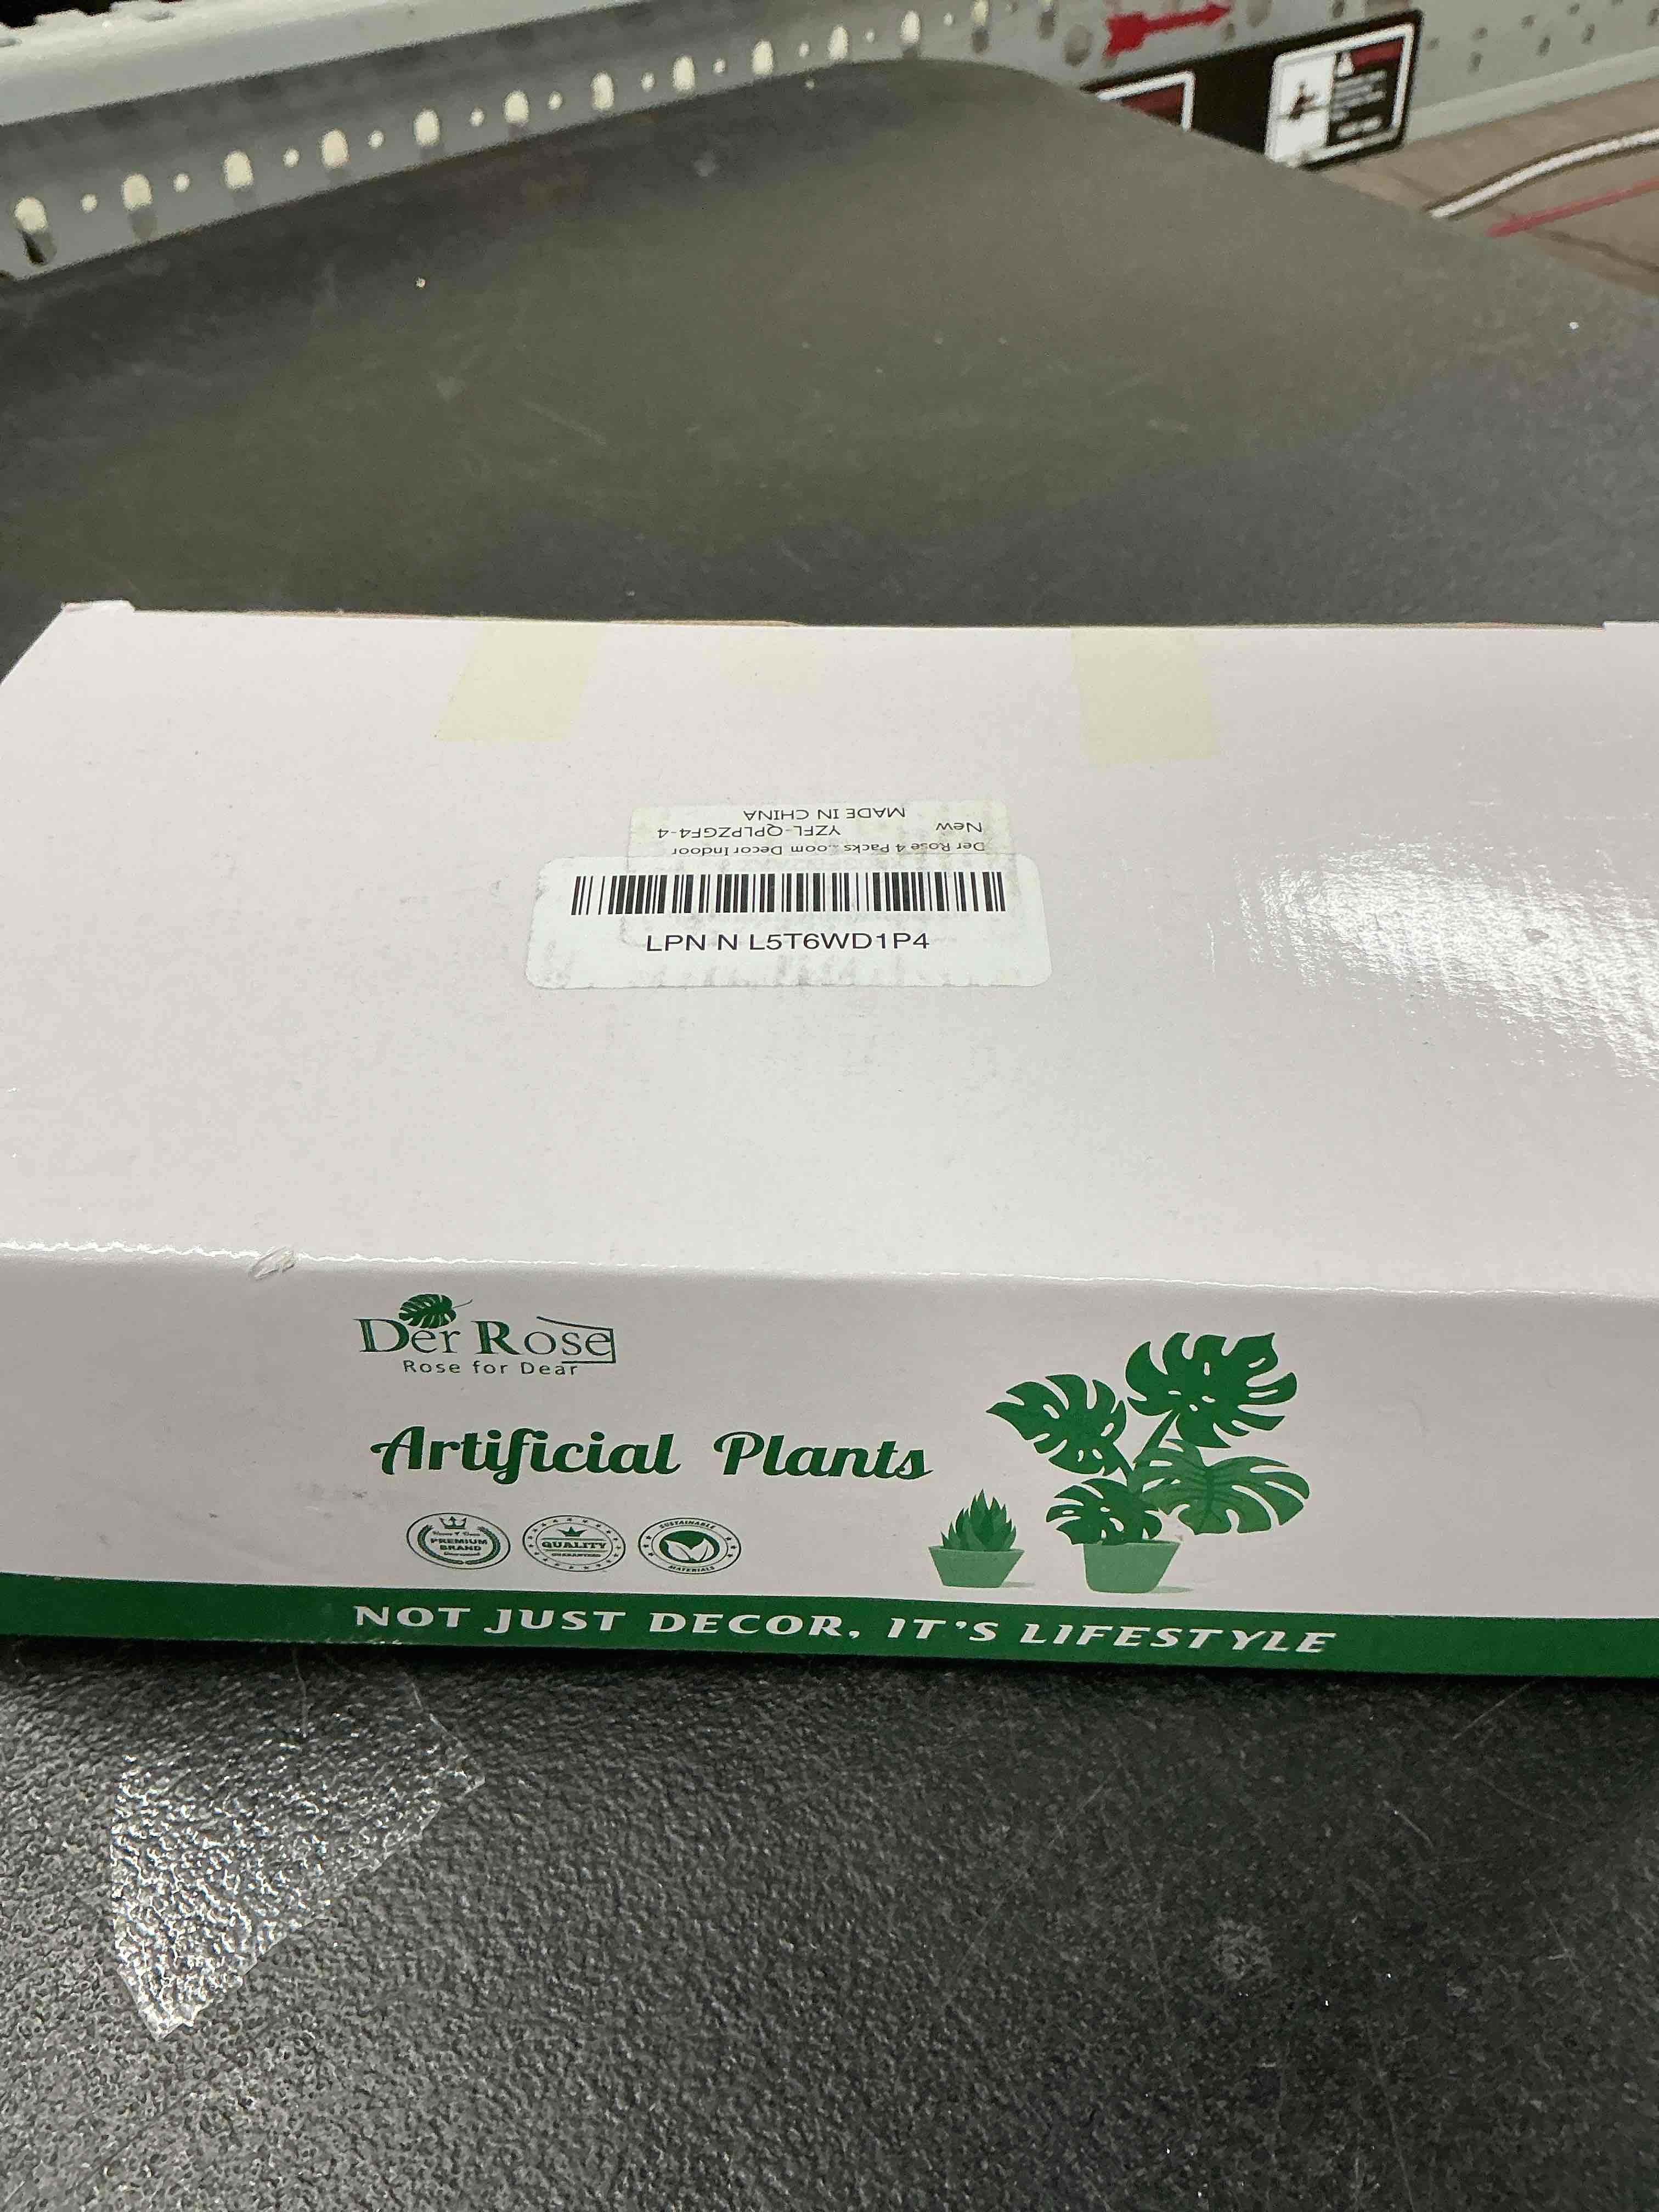 MADE IN CHINA
New YZFL-QPLPZGF4-4
Der Rose 4 Packs...oom Decor Indoor
LPN N L5T6WD1P4
Der Rose
Rose for Dear
Artificial Plants
PREMIUM
BRAND
QUALITY
SUSTAINABLE
MATERIALS
NOT JUST DECOR, IT'S LIFESTYLE